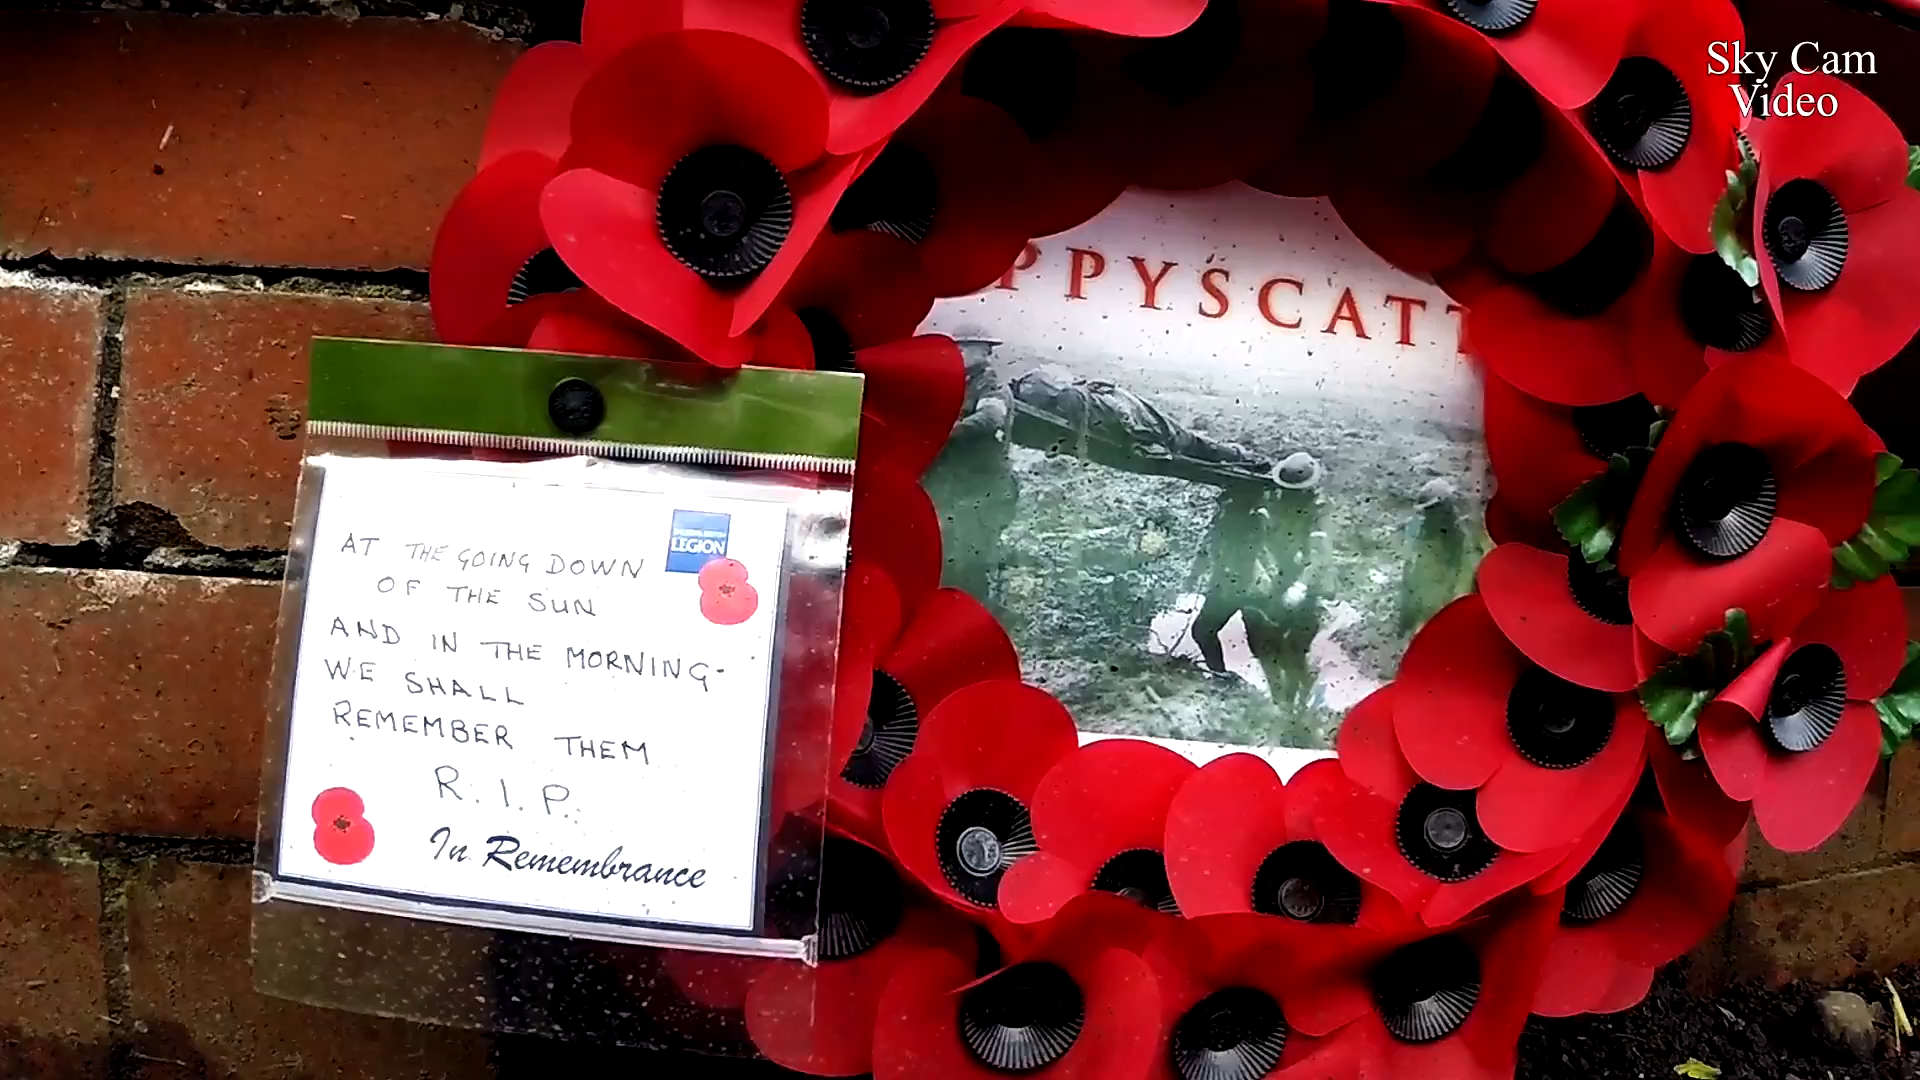 Sky Cam
Video
PPYSCATT
LEGION
AT THE GOING DOWN
OF THE SUN
AND IN THE MORNING-
WE SHALL
REMEMBER THEM
R.I.P.
In Remembrance